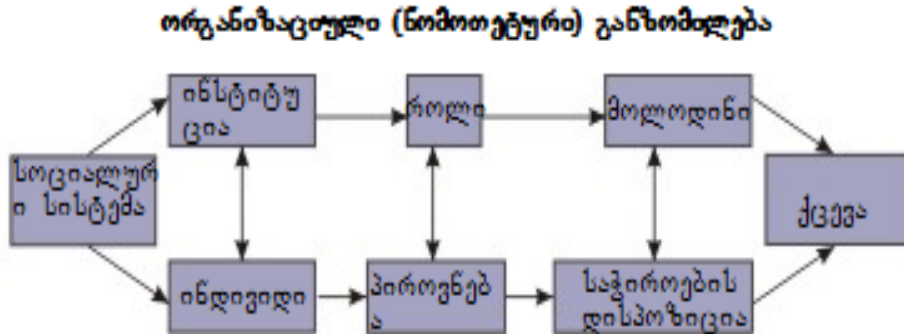 ორგანიზაციული (ნომოთეტური) განზომილება
ინსტიტუ
ცია
როლი
მოლოდინი
სოციალურ
ი სისტემა
ქცევა
ინდივიდი
პიროვნებ
ა
საჭიროების
დისპოზიცია